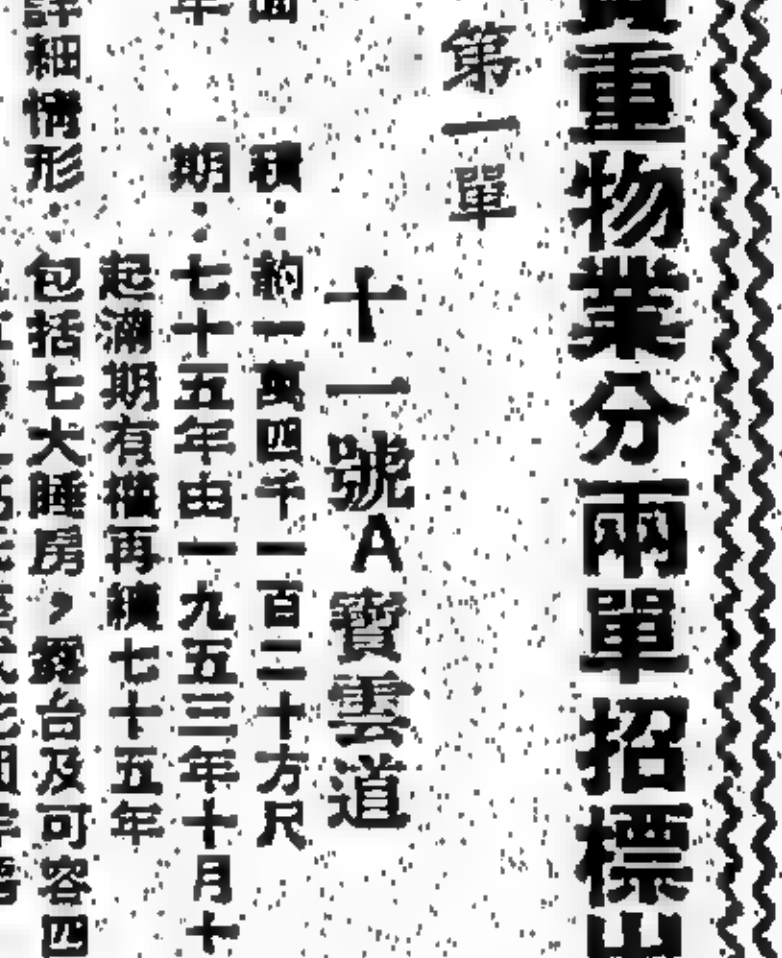 重物業分兩單招標出
第一單
十一號A寶雲道
積：約一萬四千一百二十方尺
年期：七十五年由一九五三年十月十
起滿期有權再續七十五年
詳細情形：包括七大睡房，露台及可容四